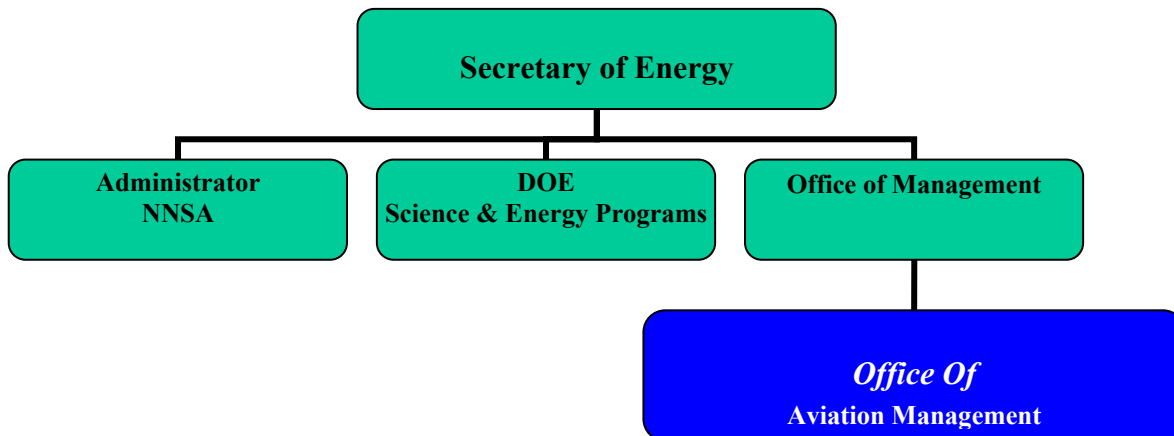 Secretary of Energy
Administrator
NNSA
DOE
Science & Energy Programs
Office of Management
Office Of
Aviation Management